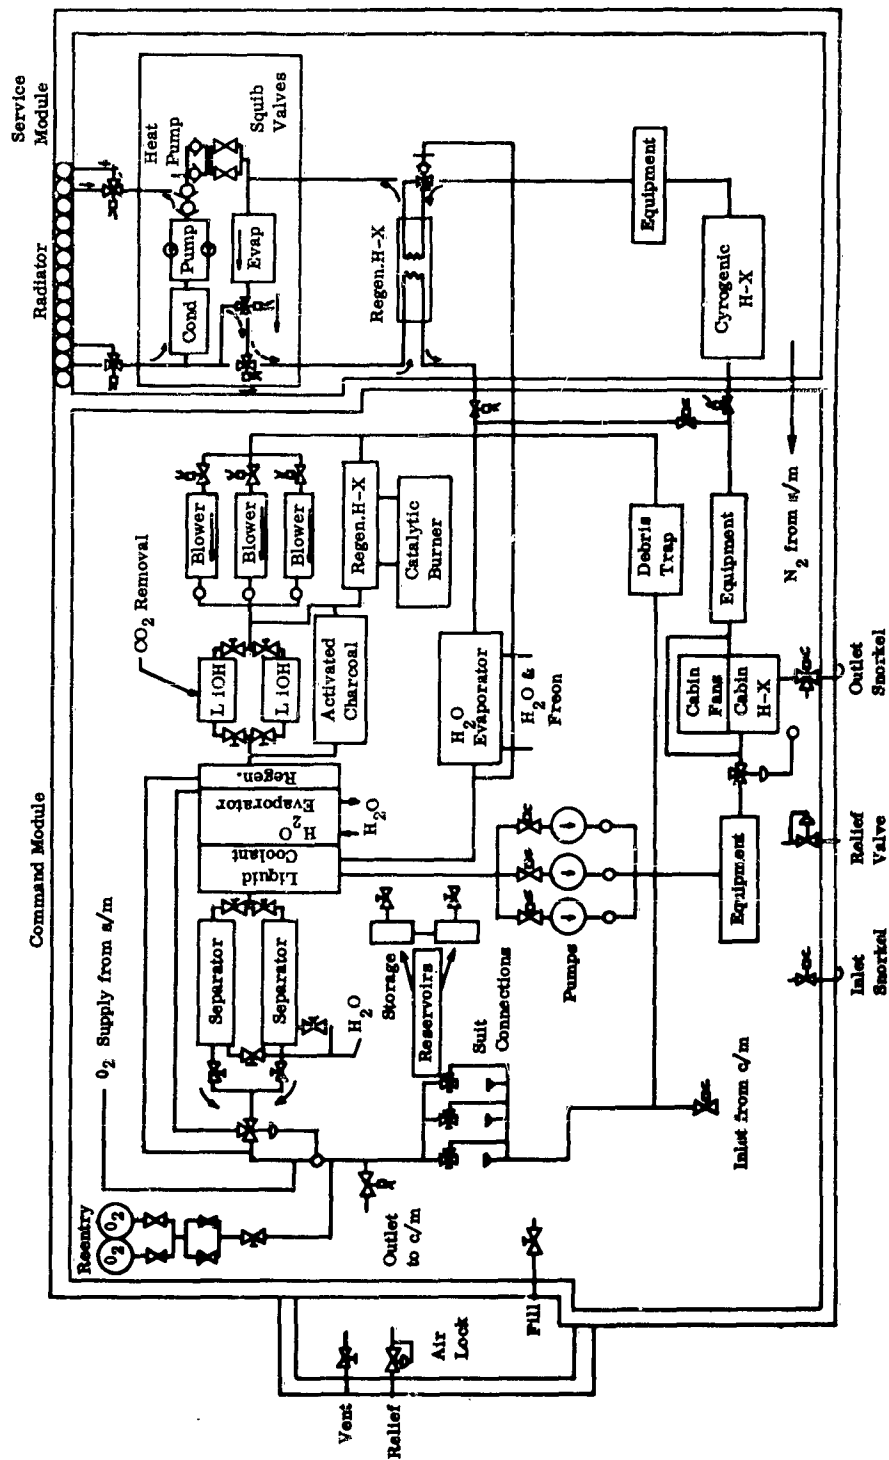 Command Module
Service
Module
Radiator
Heat
Pump
Squib
Valves
Pump
Cond
Evap
Regen.H-X
Equipment
Cyrogenic
H-X
N2 from s/m
CO2 Removal
Blower
Blower
Blower
Regen.H-X
Catalytic
Burner
LiOH
LiOH
Activated
Charcoal
Regen.
H2O
Evaporator
Liquid
Coolant
H2O
H2O
Evaporator
H2O &
Freon
Debris
Trap
Equipment
Cabin
Fans
Cabin
H-X
Outlet
Snorkel
Relief
Valve
Inlet
Snorkel
Equipment
Pumps
Separator
Separator
H2O
Storage
Reservoirs
Suit
Connections
O2 Supply from s/m
Reentry
O2
O2
Outlet
to c/m
Inlet from c/m
Fill
Air
Lock
Vent
Relief